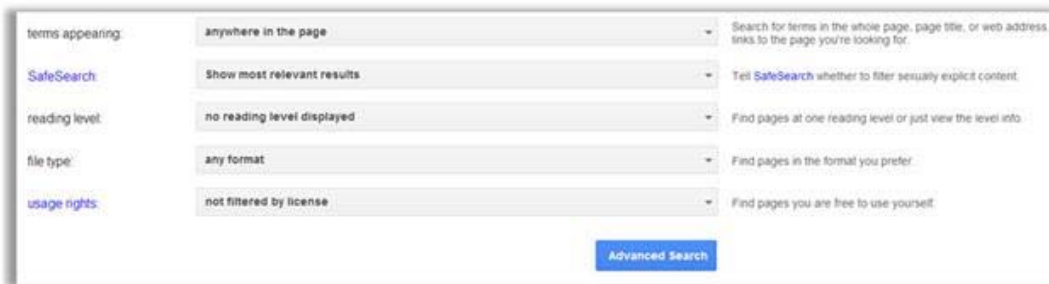 terms appearing: anywhere in the page Search for terms in the whole page, page title, or web address,
links to the page you're looking for.
SafeSearch: Show most relevant results Tell SafeSearch whether to filter sexually explicit content.
reading level: no reading level displayed Find pages at one reading level or just view the level info.
file type: any format Find pages in the format you prefer.
usage rights: not filtered by license Find pages you are free to use yourself.
Advanced Search